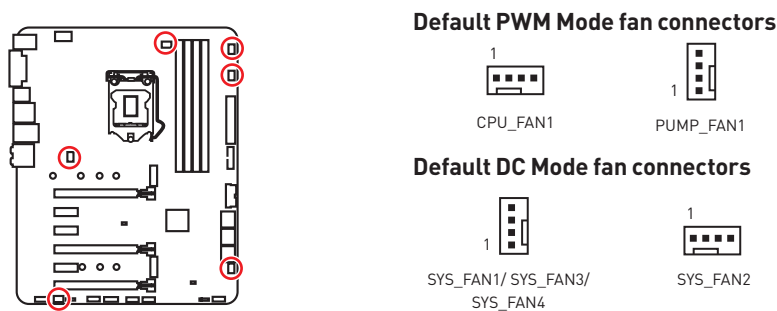 Default PWM Mode fan connectors
1
CPU_FAN1
1
PUMP_FAN1
Default DC Mode fan connectors
1
SYS_FAN1/ SYS_FAN3/
SYS_FAN4
1
SYS_FAN2